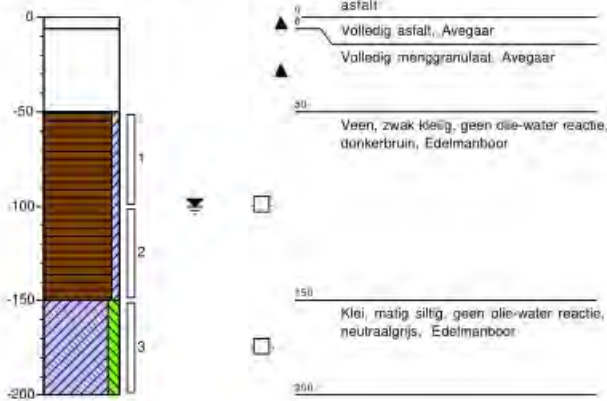 0
asfalt
0
6
Volledig asfalt, Avegaar
Volledig menggranulaat, Avegaar
-50
50
Veen, zwak kleiig, geen olie-water reactie,
donkerbruin, Edelmanboor
1
-100
2
-150
150
Klei, matig siltig, geen olie-water reactie,
neutraalgrijs, Edelmanboor
3
-200
200